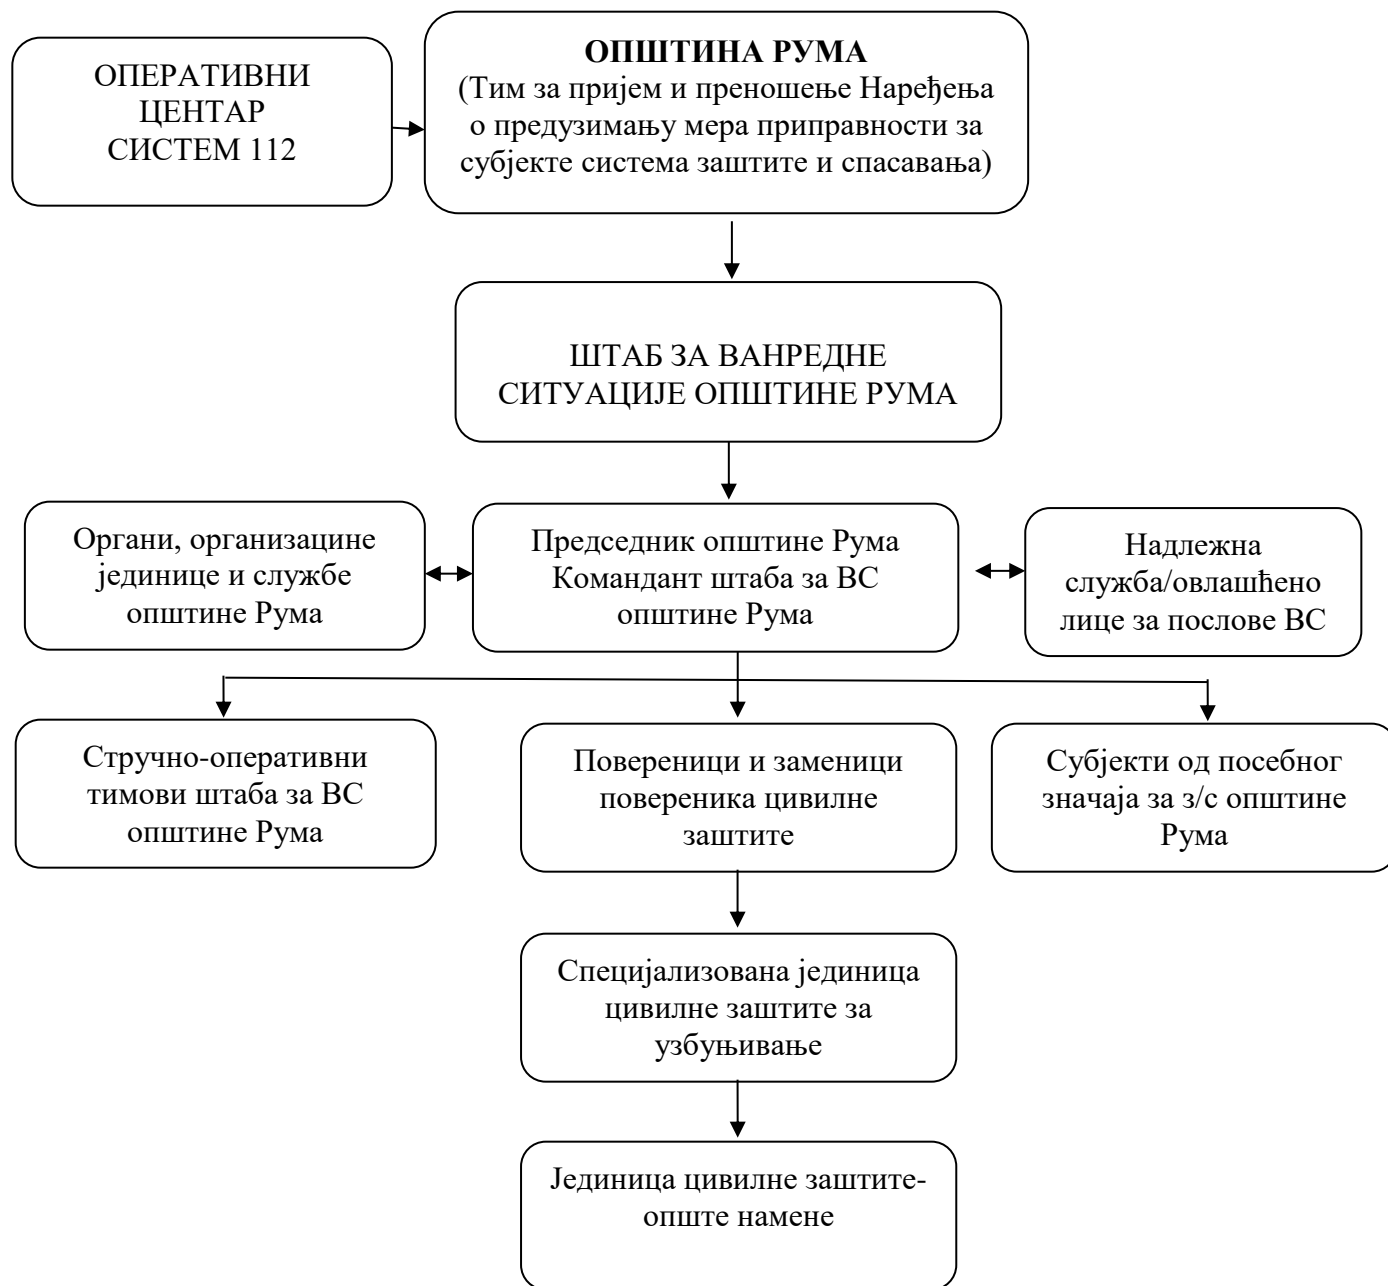 ОПЕРАТИВНИ
ЦЕНТАР
СИСТЕМ 112
ОПШТИНА РУМА
(Тим за пријем и преношење Наређења
о предузимању мера приправности за
субјекте система заштите и спасавања)
ШТАБ ЗА ВАНРЕДНЕ
СИТУАЦИЈЕ ОПШТИНЕ РУМА
Органи, организацине
јединице и службе
општине Рума
Председник општине Рума
Командант штаба за ВС
општине Рума
Надлежна
служба/овлашћено
лице за послове ВС
Стручно-оперативни
тимови штаба за ВС
општине Рума
Повереници и заменици
повереника цивилне
заштите
Субјекти од посебног
значаја за з/с општине
Рума
Специјализована јединица
цивилне заштите за
узбуњивање
Јединица цивилне заштите-
опште намене